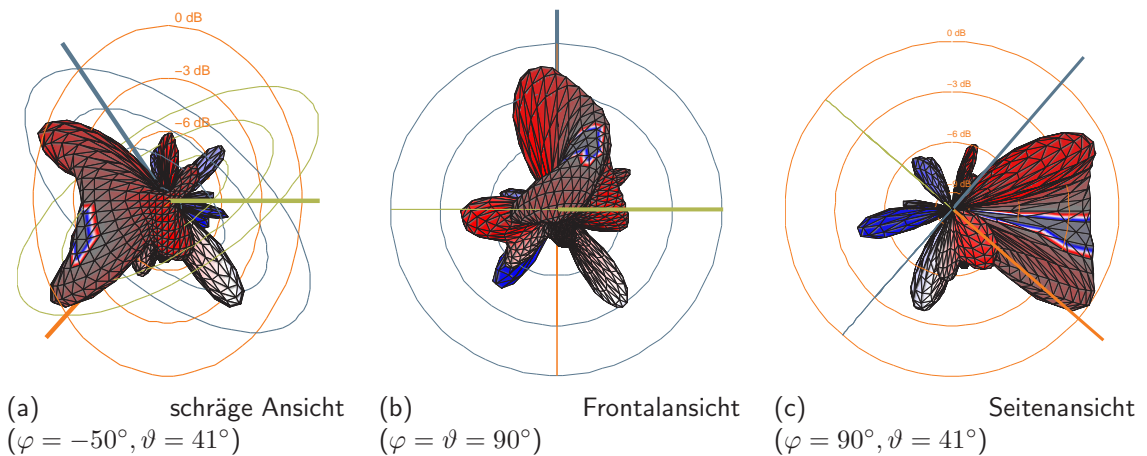 0 dB
−3 dB
−6 dB
0 dB
−3 dB
−6 dB
(a) schräge Ansicht
(φ = −50°, ϑ = 41°)
(b) Frontalansicht
(φ = ϑ = 90°)
(c) Seitenansicht
(φ = 90°, ϑ = 41°)